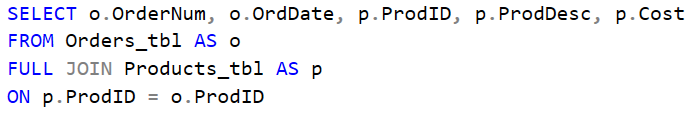 SELECT o.OrderNum, o.OrdDate, p.ProdID, p.ProdDesc, p.Cost
FROM Orders_tbl AS o
FULL JOIN Products_tbl AS p
ON p.ProdID = o.ProdID